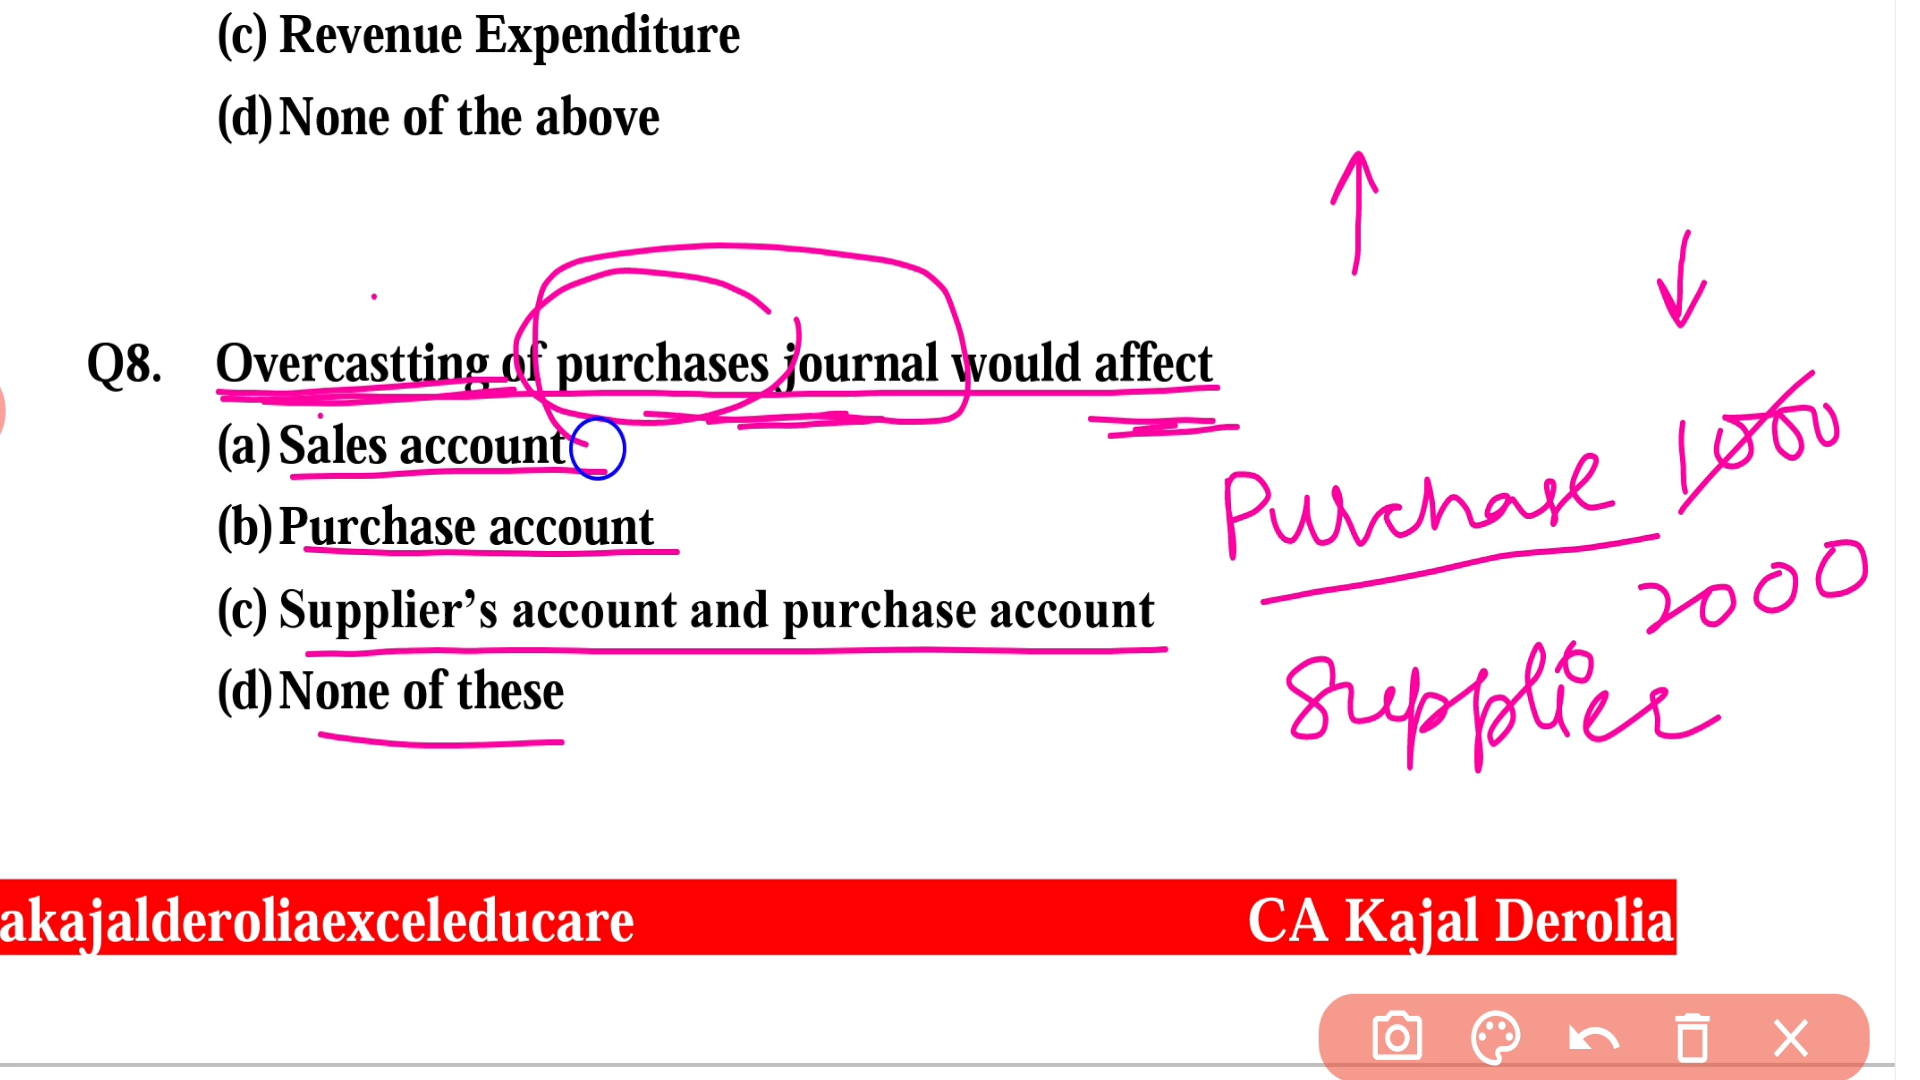 (c) Revenue Expenditure
(d) None of the above
Q8. Overcastting of purchases journal would affect
(a) Sales account
(b) Purchase account
(c) Supplier’s account and purchase account
(d) None of these
Purchase 1000
2000
Supplier
akajalderoliaexceleducare
CA Kajal Derolia